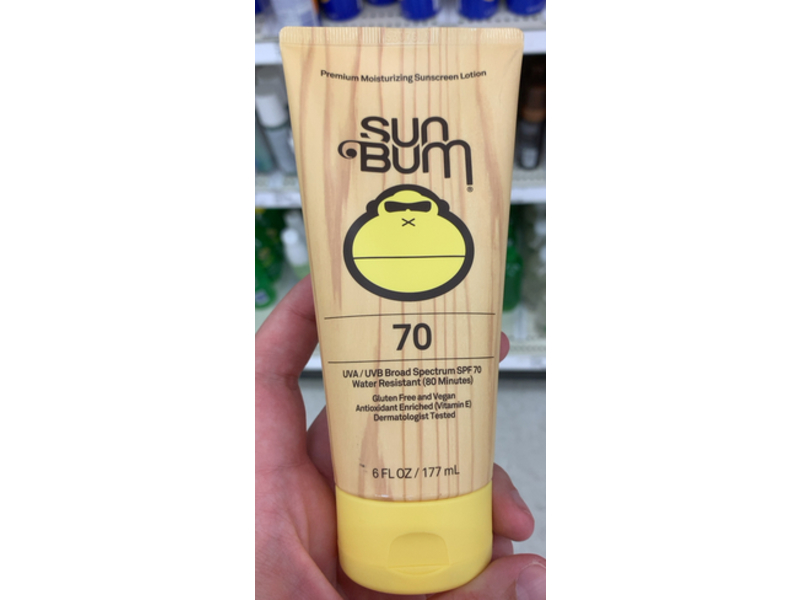 Premium Moisturizing Sunscreen Lotion
SUN
BUM®
70
UVA / UVB Broad Spectrum SPF 70
Water Resistant (80 Minutes)
Gluten Free and Vegan
Antioxidant Enriched (Vitamin E)
Dermatologist Tested
6 FL OZ / 177 mL